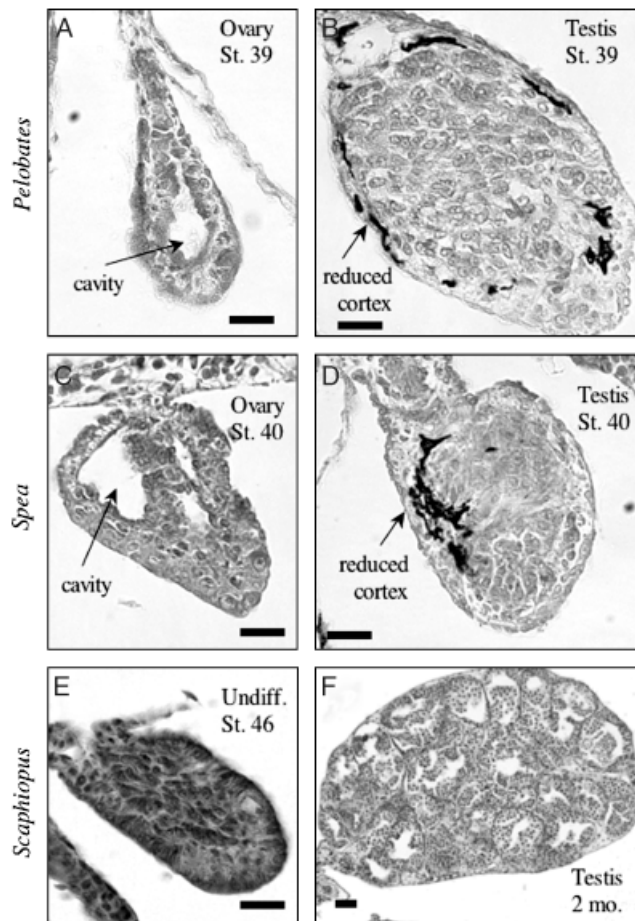 A
Ovary
St. 39
cavity
B
Testis
St. 39
reduced
cortex
Pelobates
C
Ovary
St. 40
cavity
D
Testis
St. 40
reduced
cortex
Spea
E
Undiff.
St. 46
F
Testis
2 mo.
Scaphiopus